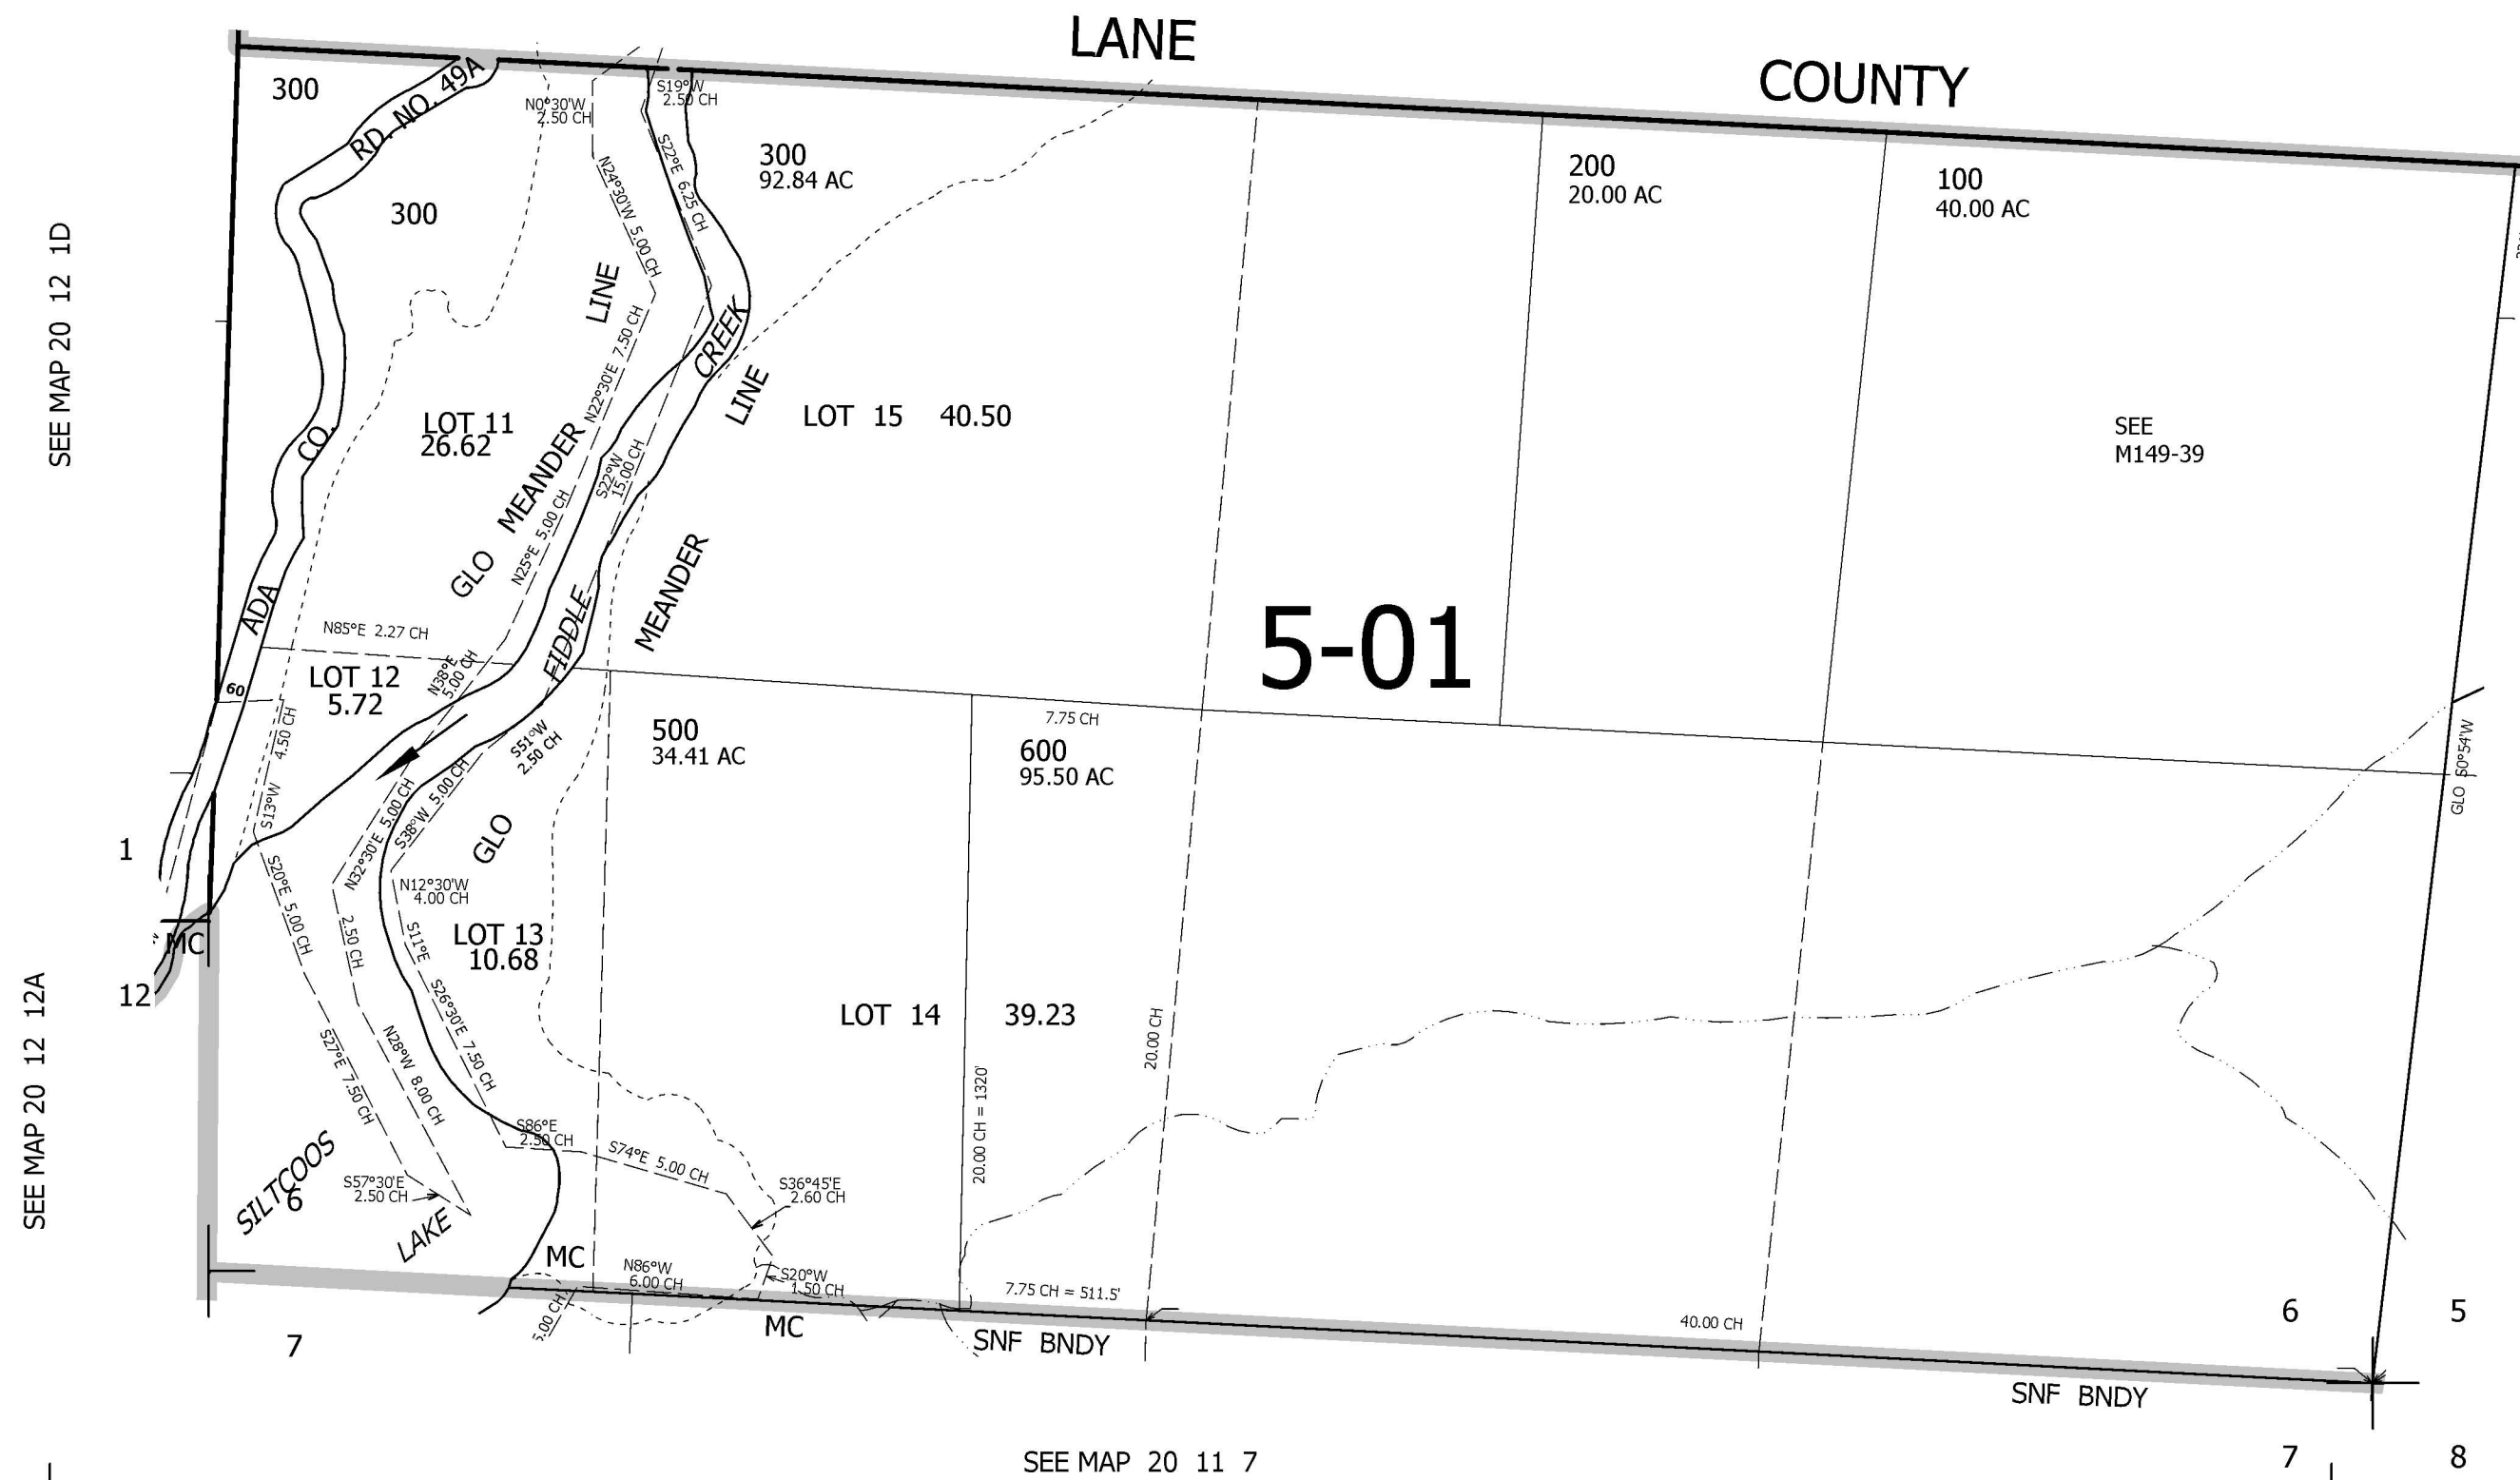 LANE
COUNTY
300
RD. NO. 49A
N0°30'W
2.50 CH
S19°W
2.50 CH
300
92.84 AC
200
20.00 AC
100
40.00 AC
300
S22°E 6.25 CH
N24°30'W 5.00 CH
SEE MAP 20 12 1D
LINE
CREEK
N22°30'E 7.50 CH
LINE
LOT 15 40.50
LOT 11
26.62
CO.
SEE
M149-39
MEANDER
S22°W
15.00 CH
N25°E 5.00 CH
GLO
ADA
FIDDLE
MEANDER
5-01
N85°E 2.27 CH
LOT 12
5.72
60
N38°E
5.00 CH
4.50 CH
S13°W
S51°W
2.50 CH
500
34.41 AC
7.75 CH
600
95.50 AC
GLO S0°54'W
N32°30'E 5.00 CH
S38°W 5.00 CH
GLO
1
S20°E 5.00 CH
N12°30'W
4.00 CH
2.50 CH
S11°E
LOT 13
10.68
MC
12
SEE MAP 20 12 12A
S26°30'E 7.50 CH
LOT 14 39.23
20.00 CH
S27°E 7.50 CH
N28°W 8.00 CH
20.00 CH = 1320'
S86°E
2.50 CH
S74°E 5.00 CH
S57°30'E
2.50 CH
S36°45'E
2.60 CH
SILTCOOS
6
LAKE
MC
N86°W
6.00 CH
S20°W
1.50 CH
7.75 CH = 511.5'
5.00 CH
MC
SNF BNDY
40.00 CH
6
5
7
SNF BNDY
SEE MAP 20 11 7
7
8